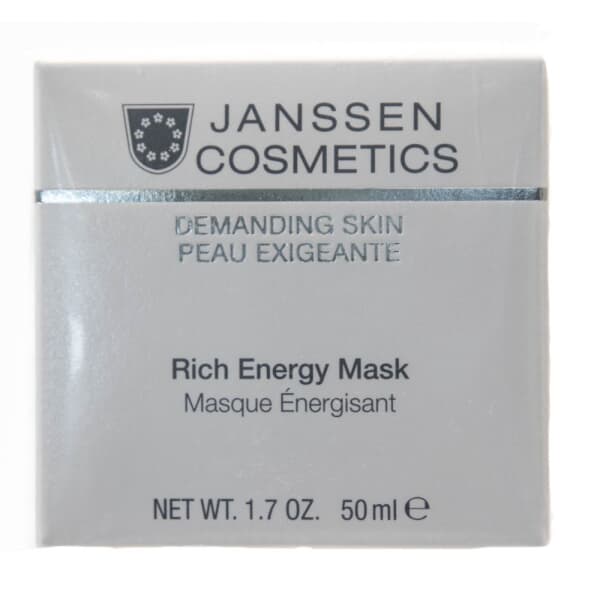 JANSSEN
COSMETICS
DEMANDING SKIN
PEAU EXIGEANTE
Rich Energy Mask
Masque Énergisant
NET WT. 1.7 OZ. 50 ml ℮